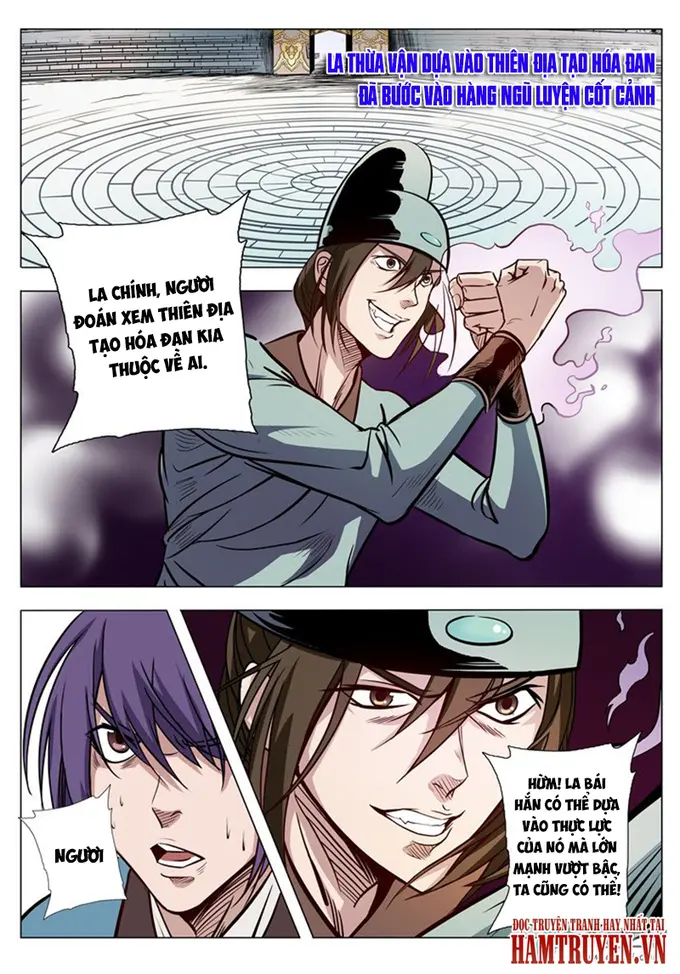 LA THỪA VẬN DỰA VÀO THIÊN ĐỊA TẠO HÓA ĐAN
ĐÃ BƯỚC VÀO HÀNG NGŨ LUYỆN CỐT CẢNH
LA CHÍNH, NGƯƠI
ĐOÁN XEM THIÊN ĐỊA
TẠO HÓA ĐAN KIA
THUỘC VỀ AI.
NGƯƠI
HỪM! LA BÁI
HẮN CÓ THỂ DỰA
VÀO THỰC LỰC
CỦA NÓ MÀ LỚN
MẠNH VƯỢT BẬC,
TA CŨNG CÓ THỂ!
ĐỌC TRUYỆN TRANH HAY NHẤT TẠI
HAMTRUYEN.VN